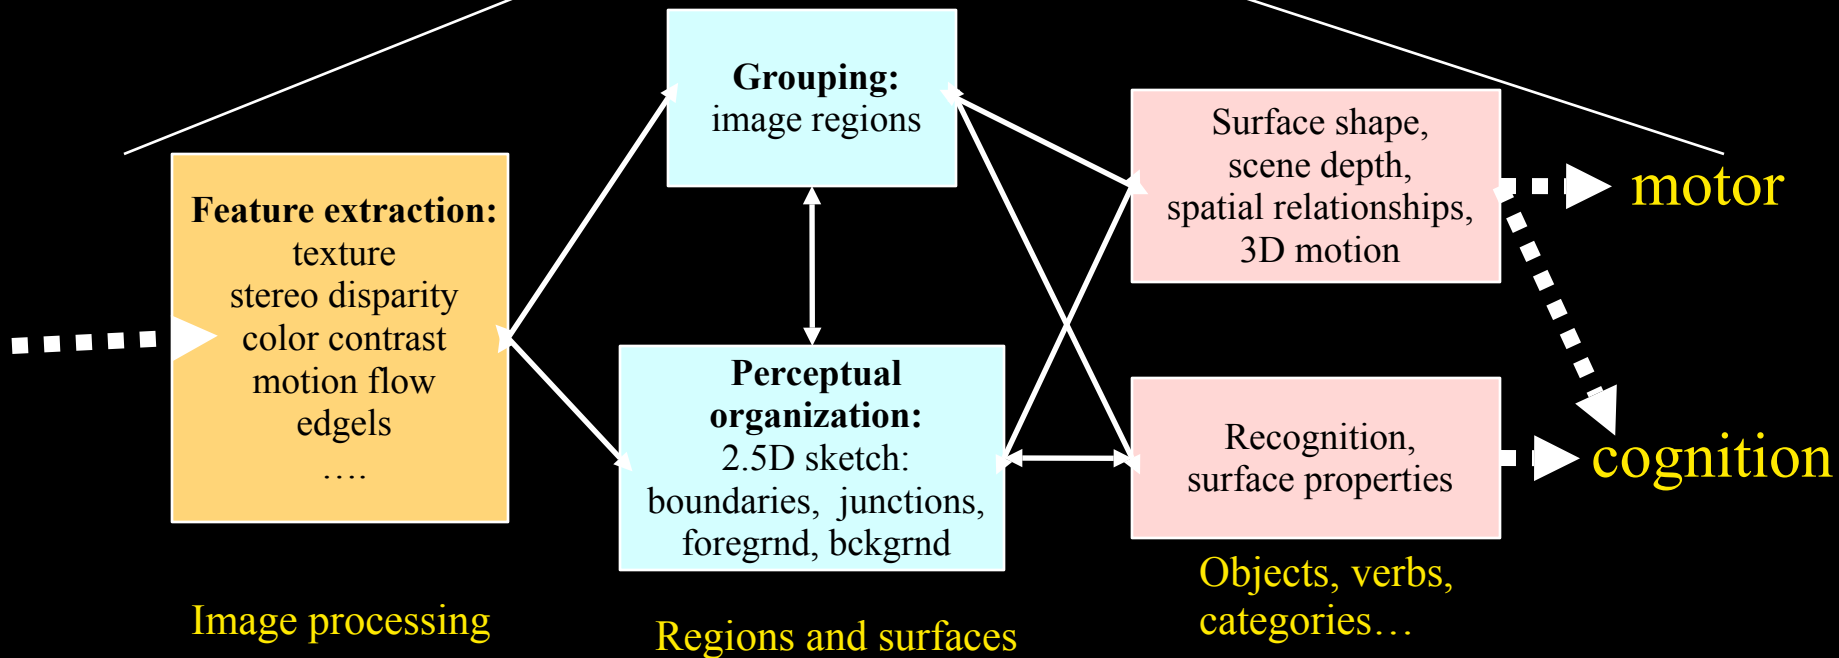 Grouping:
image regions
Feature extraction:
texture
stereo disparity
color contrast
motion flow
edgels
….
Perceptual
organization:
2.5D sketch:
boundaries, junctions,
foregrnd, bckgrnd
Surface shape,
scene depth,
spatial relationships,
3D motion
Recognition,
surface properties
motor
cognition
Image processing
Regions and surfaces
Objects, verbs,
categories…